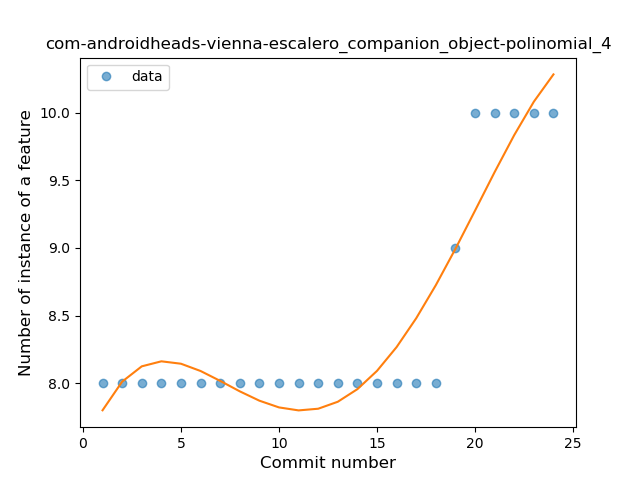 com-androidheads-vienna-escalero_companion_object-polinomial_4
data
Number of instance of a feature
10.0
9.5
9.0
8.5
8.0
0 5 10 15 20 25
Commit number